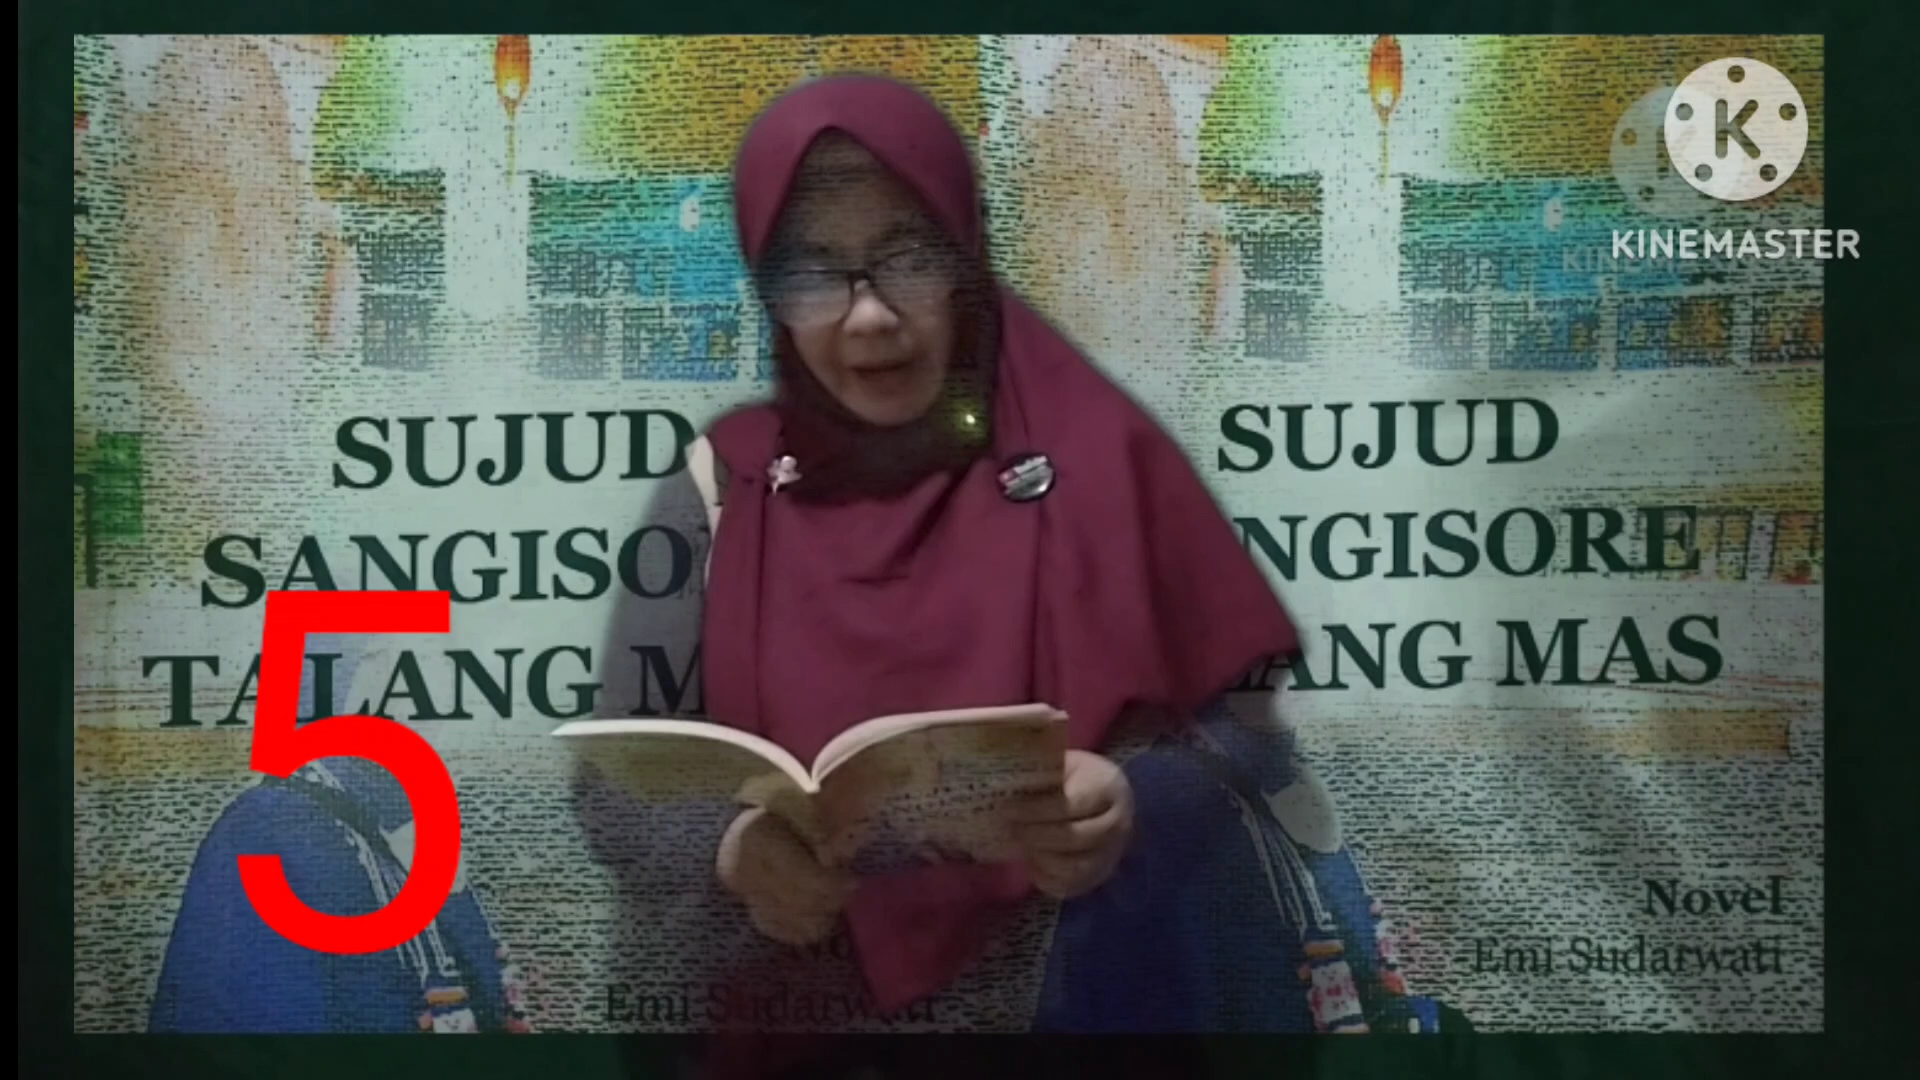 K
KINEMASTER
SUJUD
SANGISO
TALANG M
5
Emi Sudarwati
SUJUD
NGISORE
ANG MAS
Novel
Emi Sudarwati